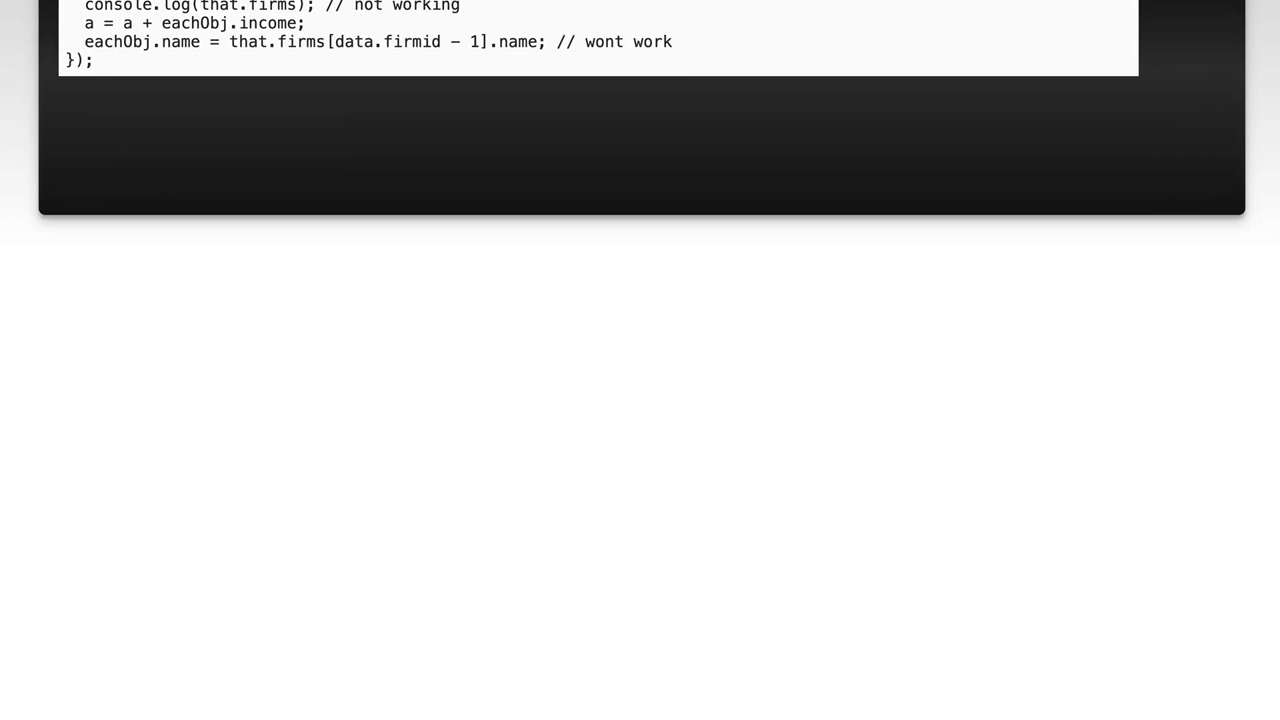 console.log(that.firms); // not working
a = a + eachObj.income;
eachObj.name = that.firms[data.firmid - 1].name; // wont work
});